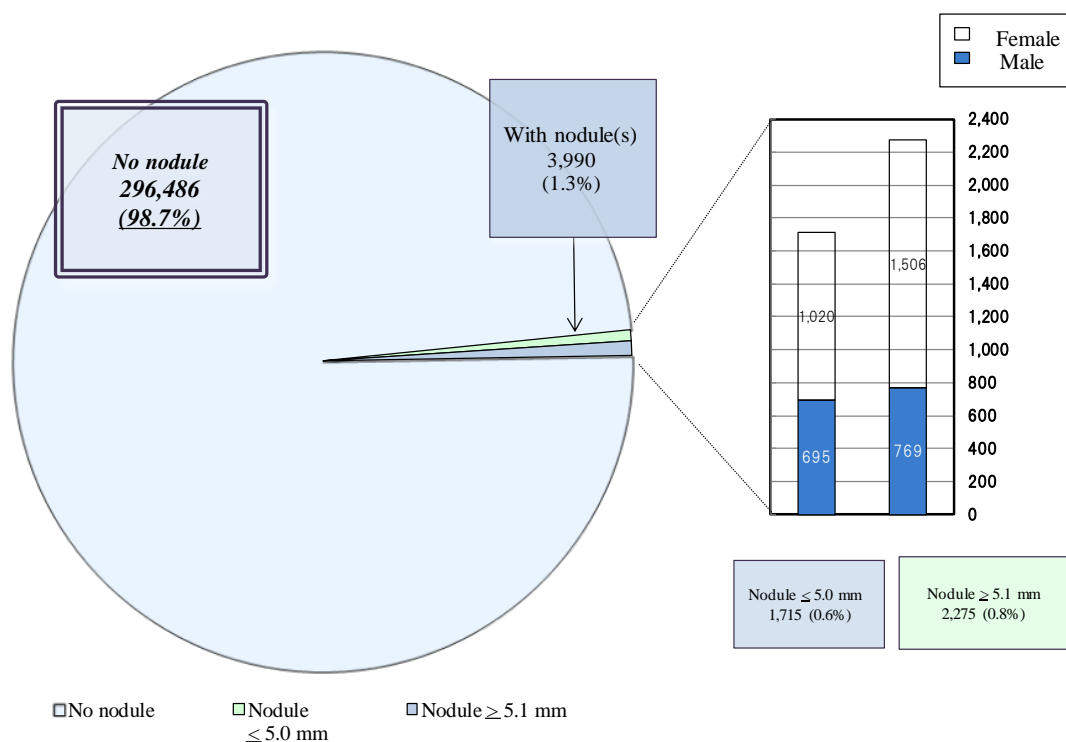 Female
Male
No nodule
296,486
(98.7%)
With nodule(s)
3,990
(1.3%)
2,400
2,200
2,000
1,800
1,600
1,400
1,200
1,000
800
600
400
200
0
1,506
1,020
695
769
Nodule ≤ 5.0 mm
1,715 (0.6%)
Nodule ≥ 5.1 mm
2,275 (0.8%)
No nodule
Nodule
≤ 5.0 mm
Nodule ≥ 5.1 mm